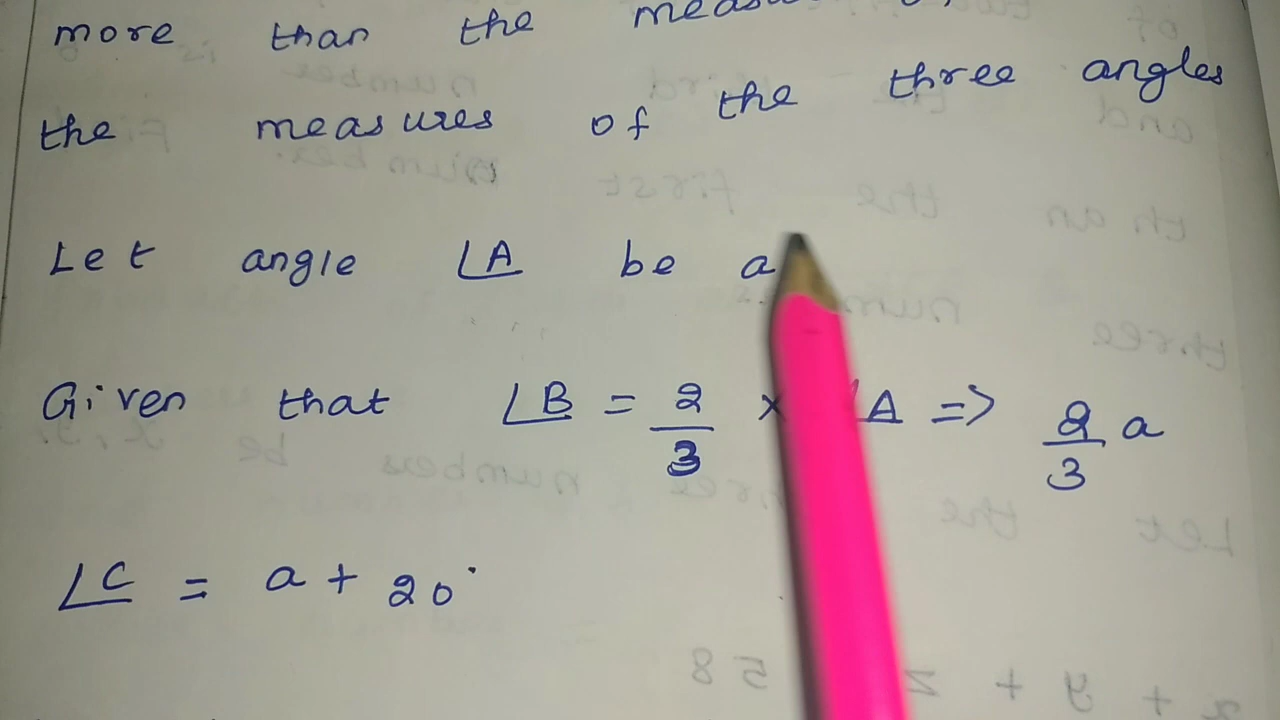 more than the
the measures of the three angles
Let angle ∠A be a
Given that ∠B = 2/3 × ∠A => 2/3 a
∠C = a + 20°